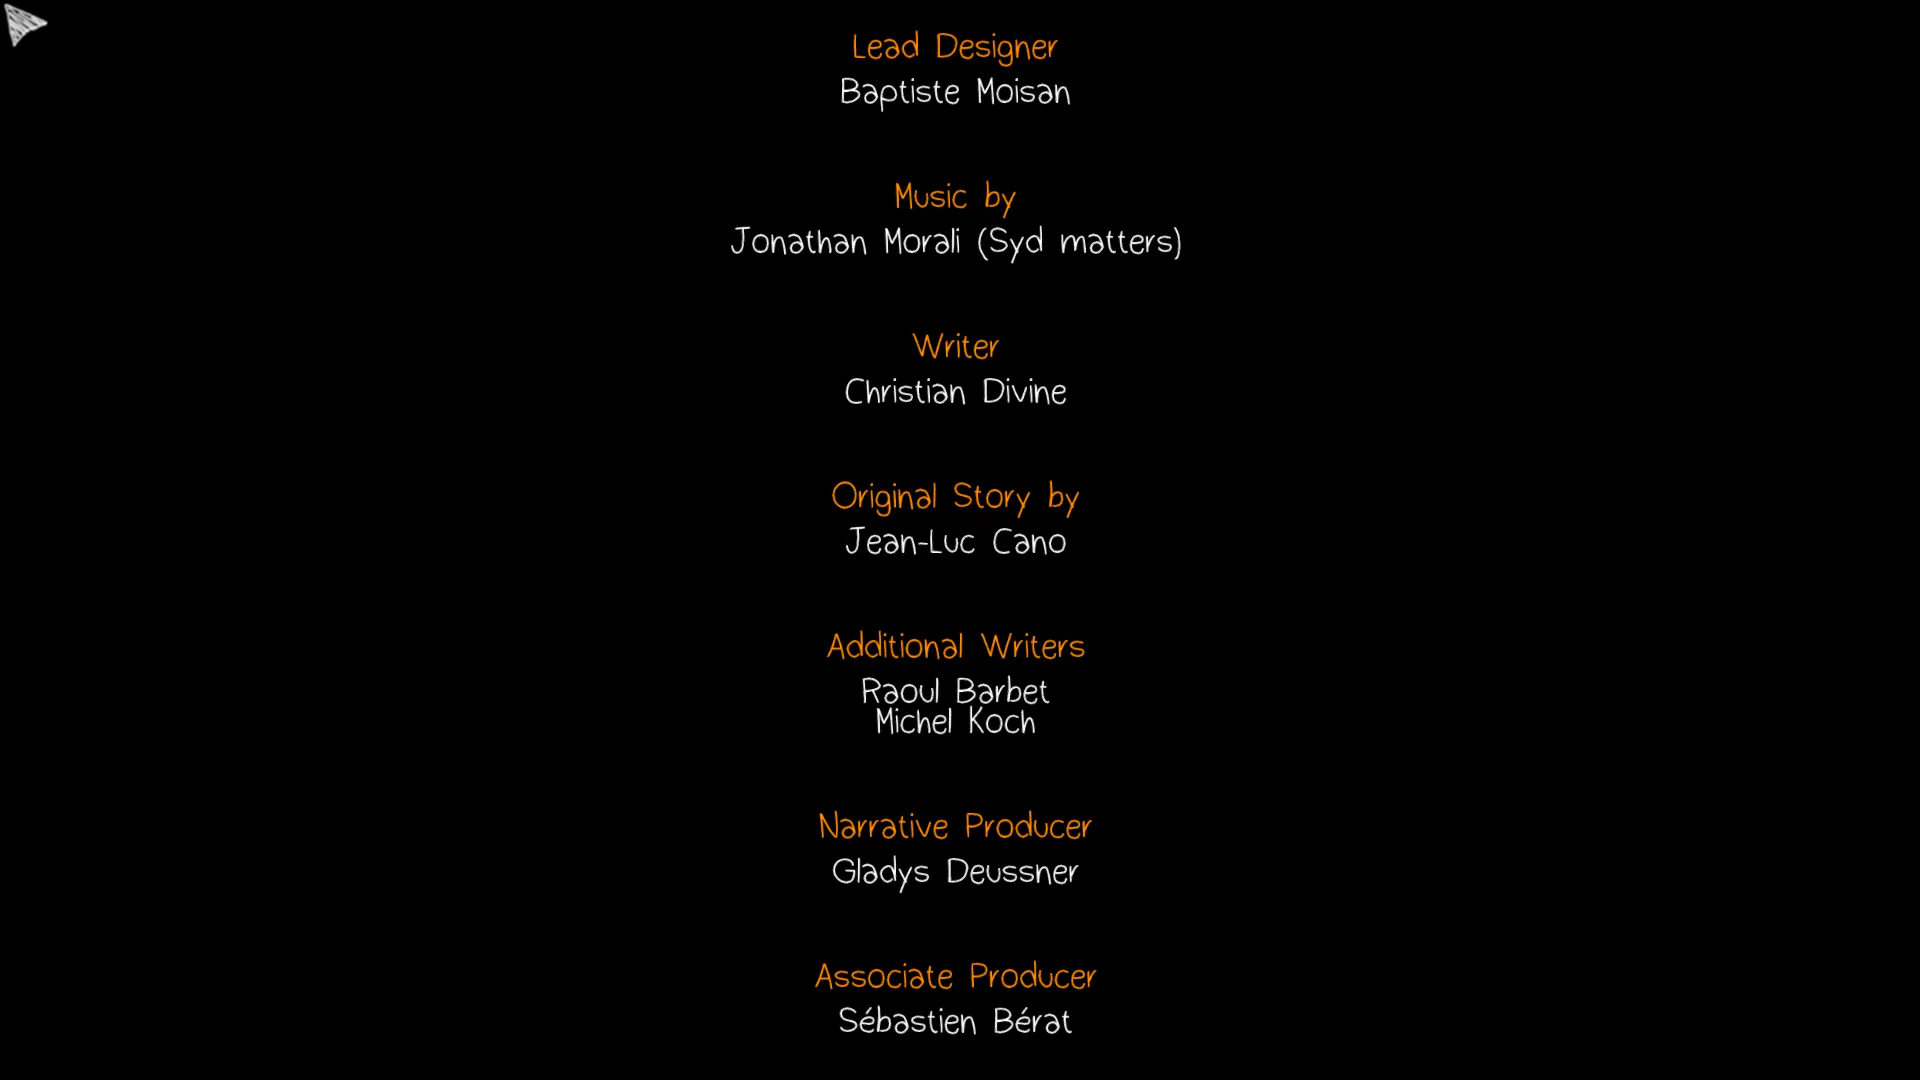 Lead Designer
Baptiste Moisan
Music by
Jonathan Morali (Syd matters)
Writer
Christian Divine
Original Story by
Jean-Luc Cano
Additional Writers
Raoul Barbet
Michel Koch
Narrative Producer
Gladys Deussner
Associate Producer
Sébastien Bérat